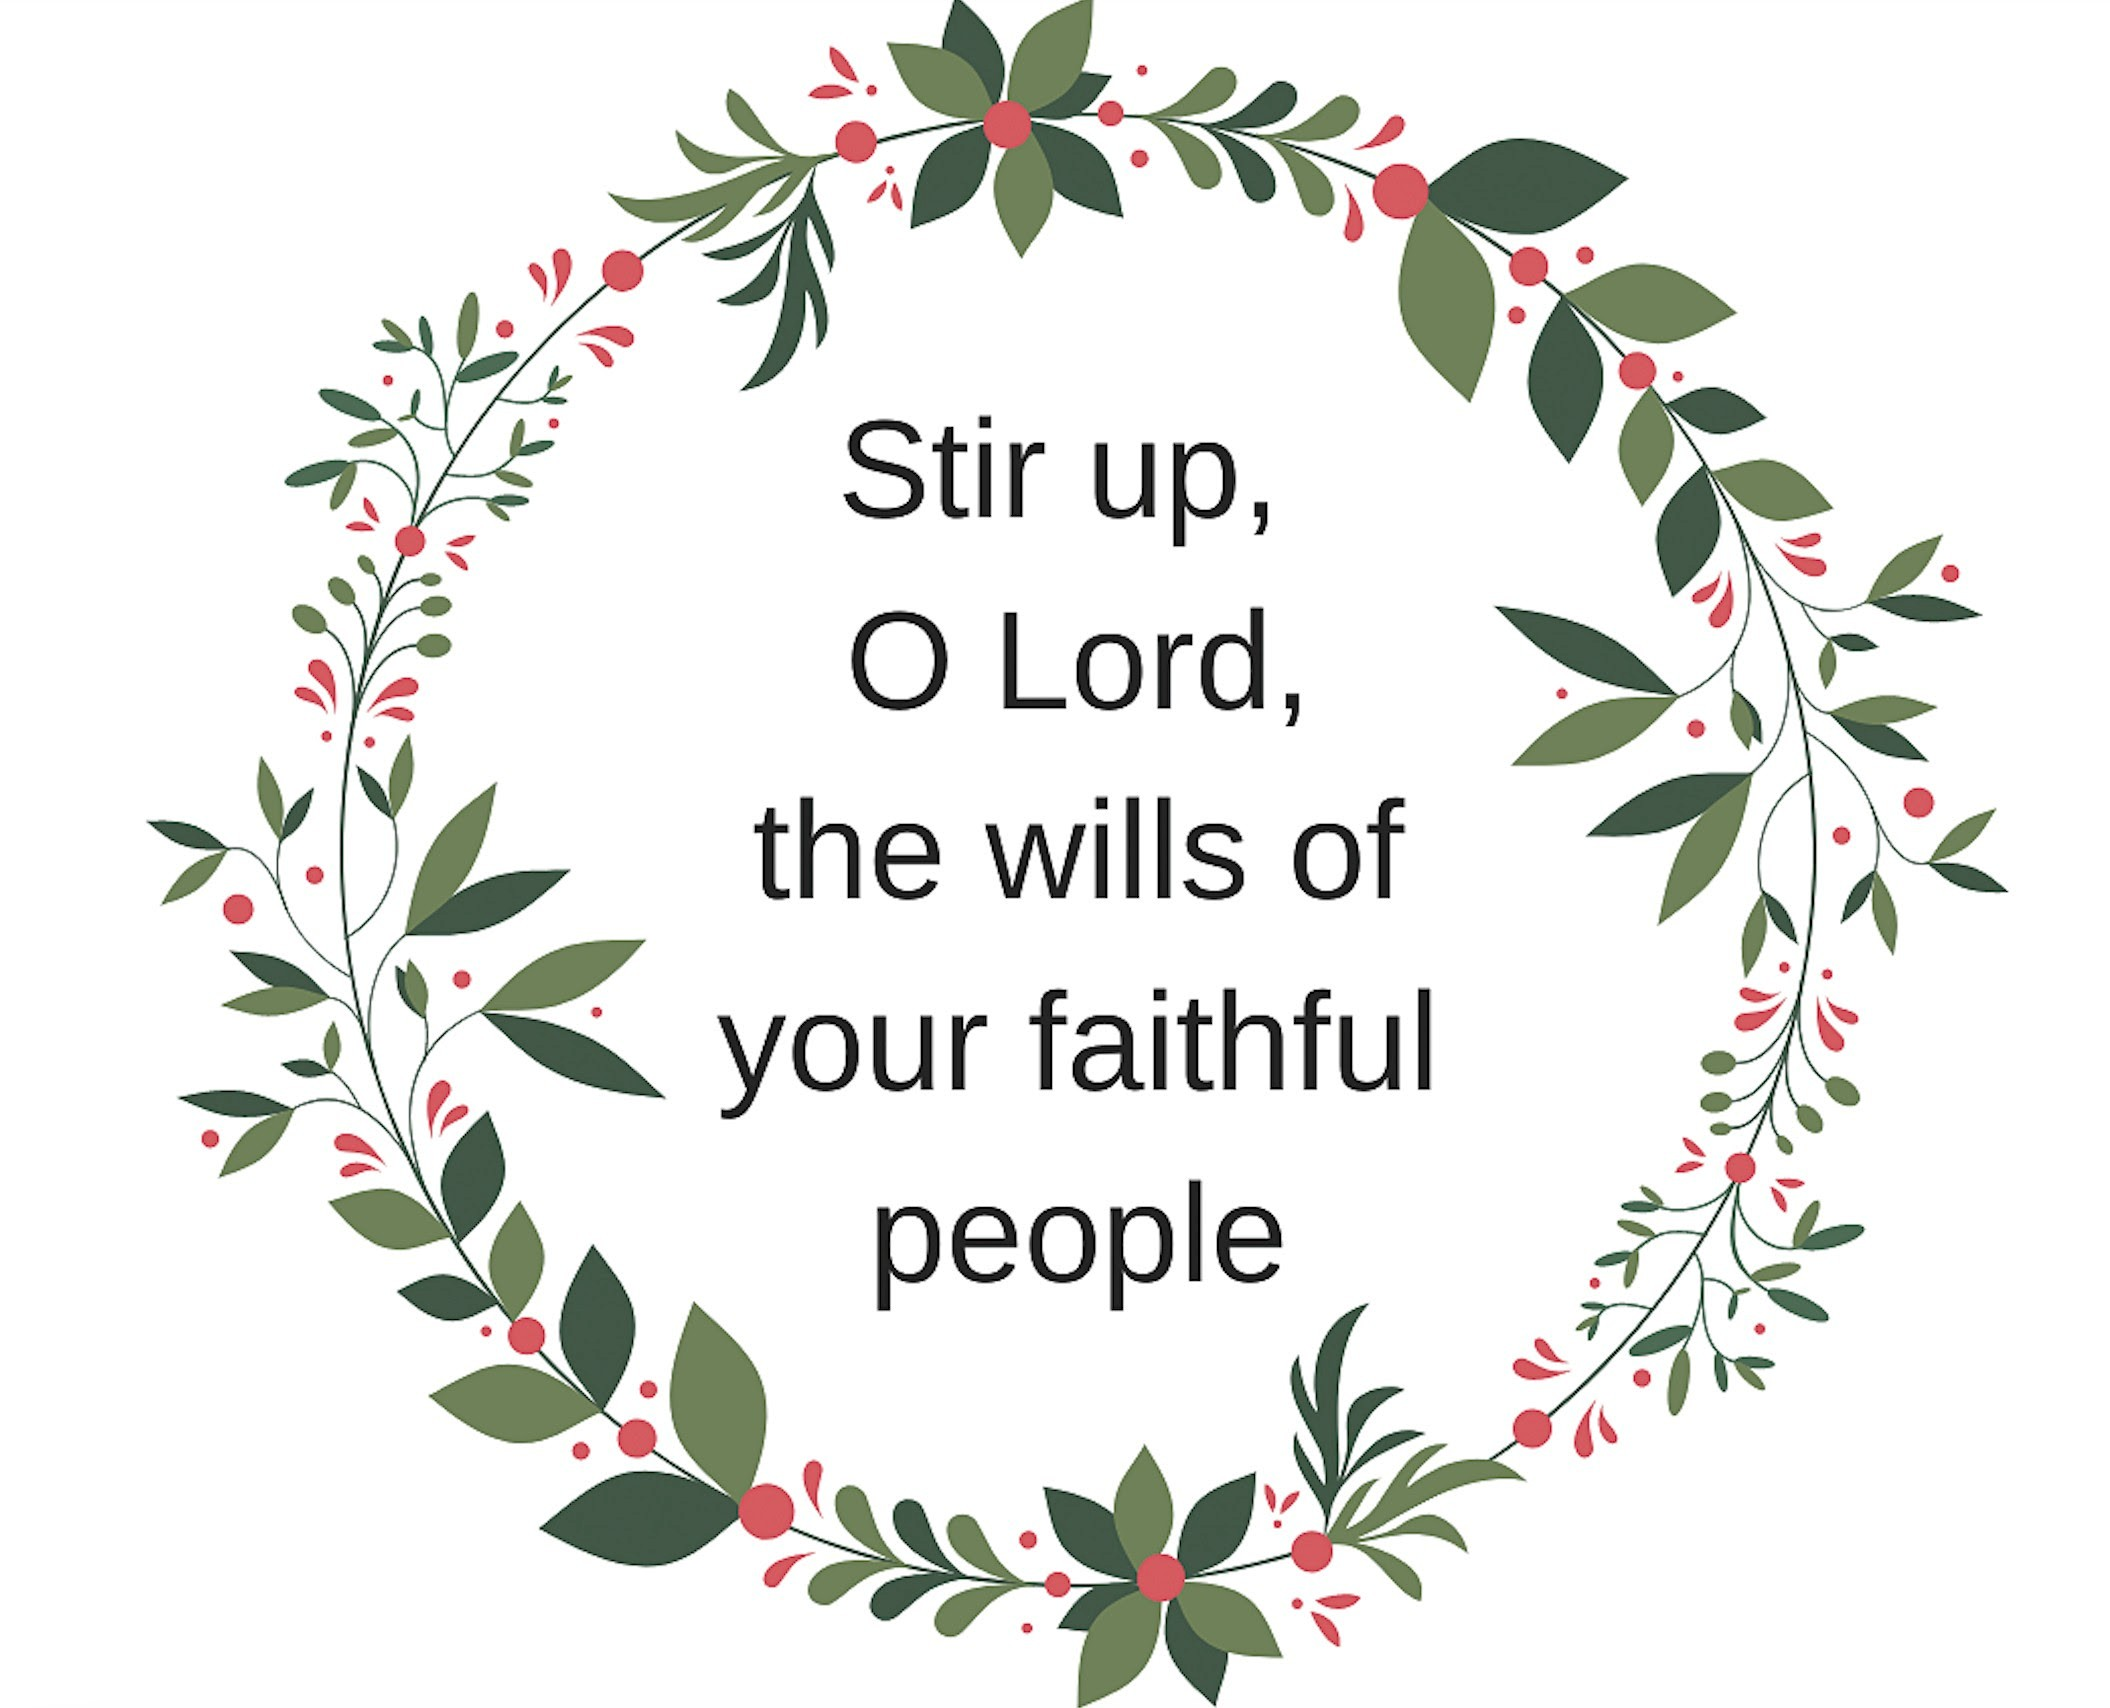 Stir up,
O Lord,
the wills of
your faithful
people